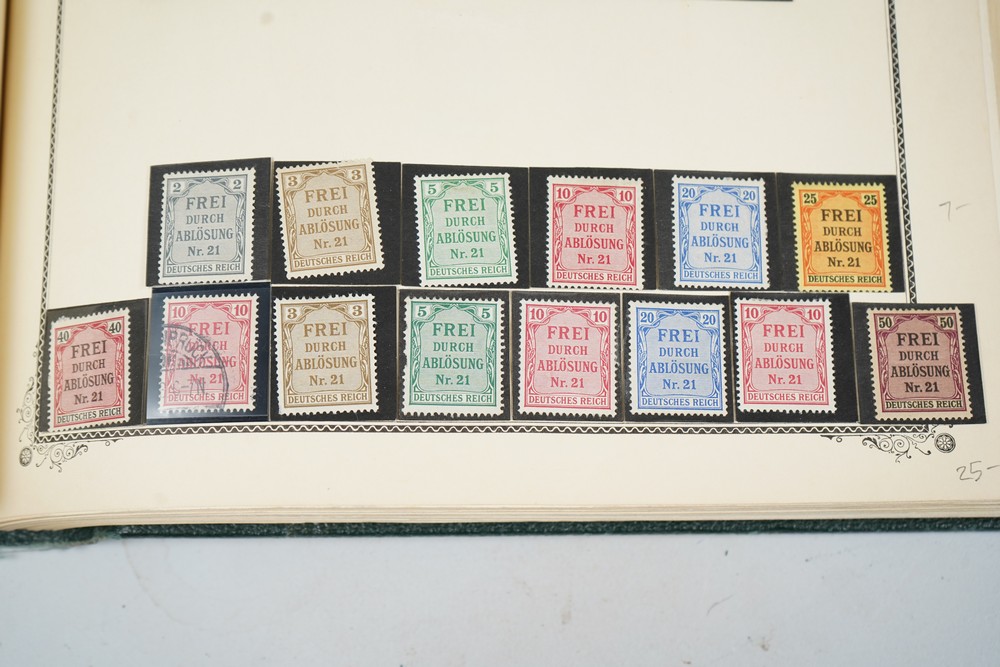 2 2
FREI
DURCH
ABLÖSUNG
Nr. 21
DEUTSCHES REICH
3 3
FREI
DURCH
ABLÖSUNG
Nr. 21
DEUTSCHES REICH
5 5
FREI
DURCH
ABLÖSUNG
Nr. 21
DEUTSCHES REICH
10 10
FREI
DURCH
ABLÖSUNG
Nr. 21
DEUTSCHES REICH
20 20
FREI
DURCH
ABLÖSUNG
Nr. 21
DEUTSCHES REICH
25 25
FREI
DURCH
ABLÖSUNG
Nr. 21
DEUTSCHES REICH
7-
40 40
FREI
DURCH
ABLÖSUNG
Nr. 21
DEUTSCHES REICH
10 10
FREI
DURCH
ABLÖSUNG
Nr. 21
DEUTSCHES REICH
3 3
FREI
DURCH
ABLÖSUNG
Nr. 21
DEUTSCHES REICH
5 5
FREI
DURCH
ABLÖSUNG
Nr. 21
DEUTSCHES REICH
10 10
FREI
DURCH
ABLÖSUNG
Nr. 21
DEUTSCHES REICH
20 20
FREI
DURCH
ABLÖSUNG
Nr. 21
DEUTSCHES REICH
10 10
FREI
DURCH
ABLÖSUNG
Nr. 21
DEUTSCHES REICH
50 50
FREI
DURCH
ABLÖSUNG
Nr. 21
DEUTSCHES REICH
25-